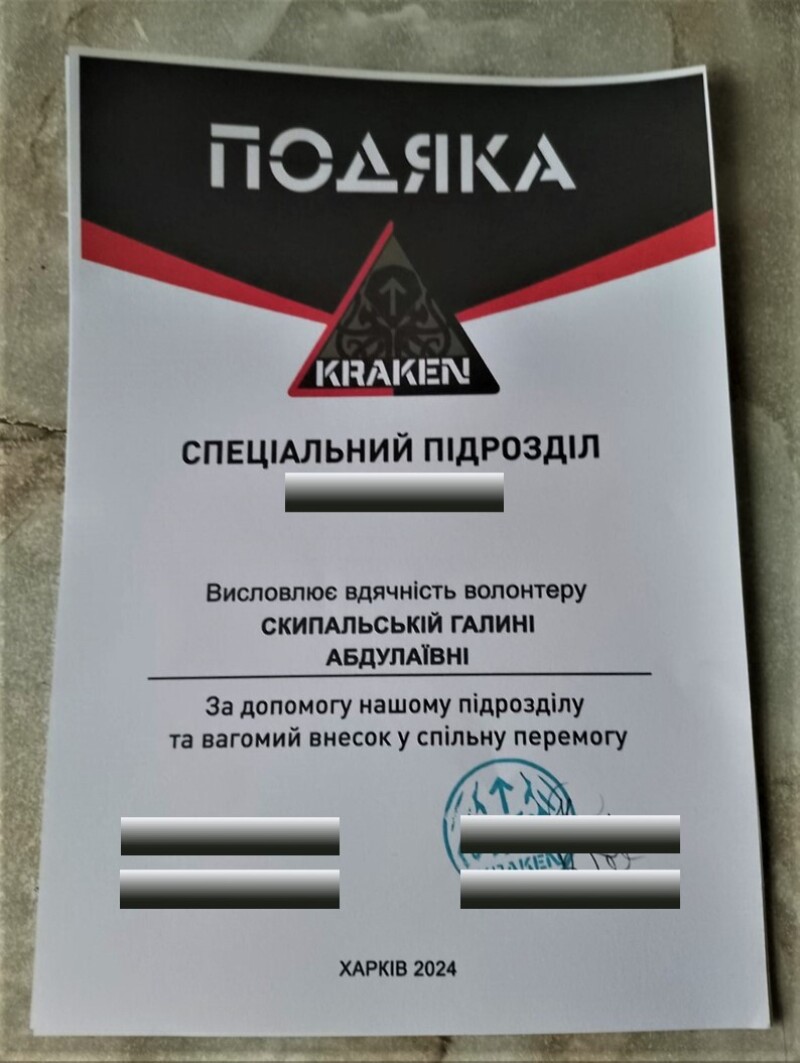 ПОДЯКА
KRAKEN
СПЕЦІАЛЬНИЙ ПІДРОЗДІЛ
Висловлює вдячність волонтеру
СКИПАЛЬСЬКІЙ ГАЛИНІ
АБДУЛАЇВНІ
За допомогу нашому підрозділу
та вагомий внесок у спільну перемогу
KRAKEN
ХАРКІВ 2024